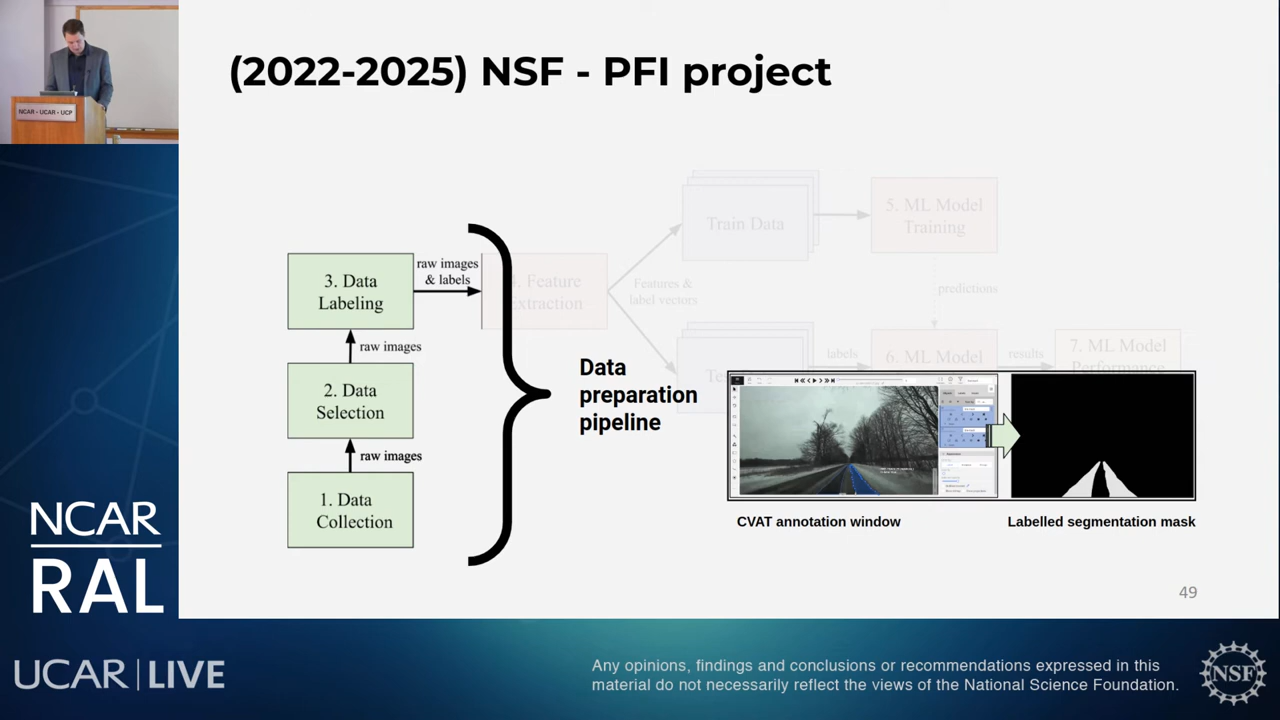 (2022-2025) NSF - PFI project
NCAR - UCAR - UCP
3. Data
Labeling
raw images
& labels
4. Feature
Extraction
Features &
label vectors
Train Data
5. ML Model
Training
predictions
raw images
2. Data
Selection
labels
6. ML Model
results
7. ML Model
Performance
Data
preparation
pipeline
raw images
1. Data
Collection
CVAT annotation window
Labelled segmentation mask
49
NCAR
RAL
UCAR | LIVE
Any opinions, findings and conclusions or recommendations expressed in this
material do not necessarily reflect the views of the National Science Foundation.
NSF